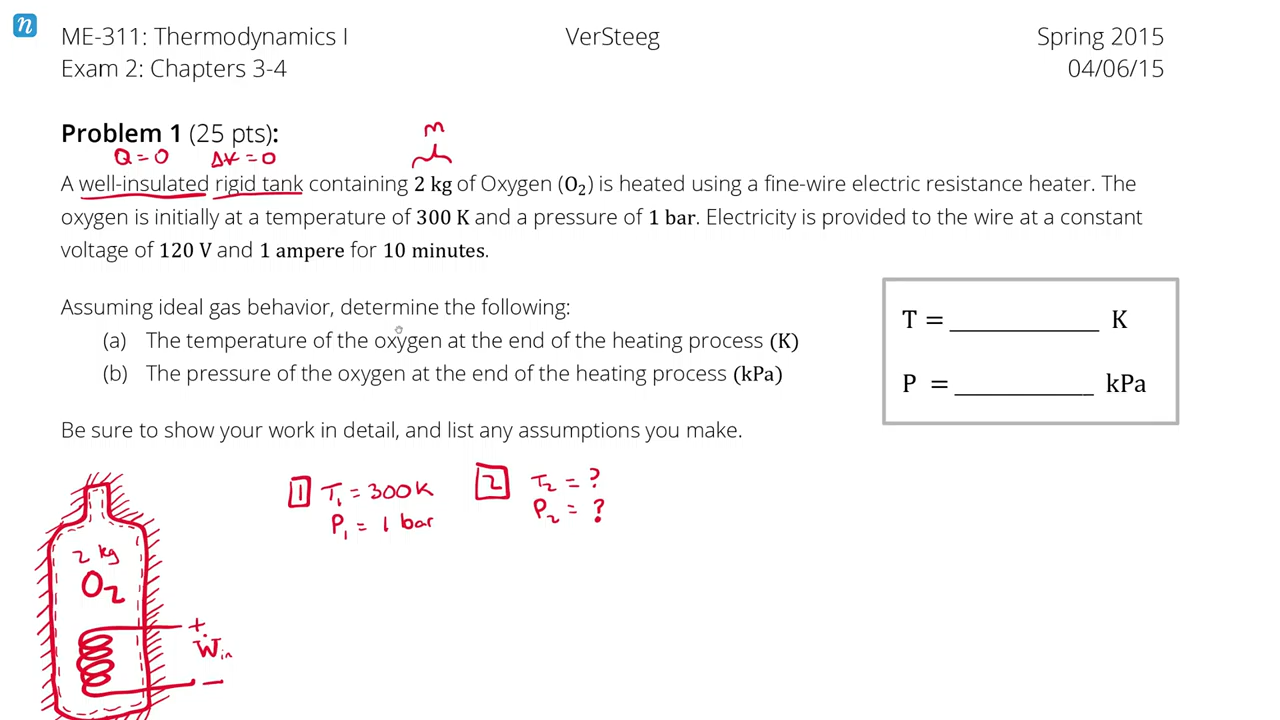 n
ME-311: Thermodynamics I VerSteeg Spring 2015
Exam 2: Chapters 3-4 04/06/15
Problem 1 (25 pts): m
Q = 0 ΔV = 0
A well-insulated rigid tank containing 2 kg of Oxygen (O₂) is heated using a fine-wire electric resistance heater. The
oxygen is initially at a temperature of 300 K and a pressure of 1 bar. Electricity is provided to the wire at a constant
voltage of 120 V and 1 ampere for 10 minutes.
Assuming ideal gas behavior, determine the following:
(a) The temperature of the oxygen at the end of the heating process (K)
(b) The pressure of the oxygen at the end of the heating process (kPa)
T = ____________ K
P = ____________ kPa
Be sure to show your work in detail, and list any assumptions you make.
1 T₁ = 300K
P₁ = 1 bar
2 T₂ = ?
P₂ = ?
2 kg
O₂
+
Ẇin
−